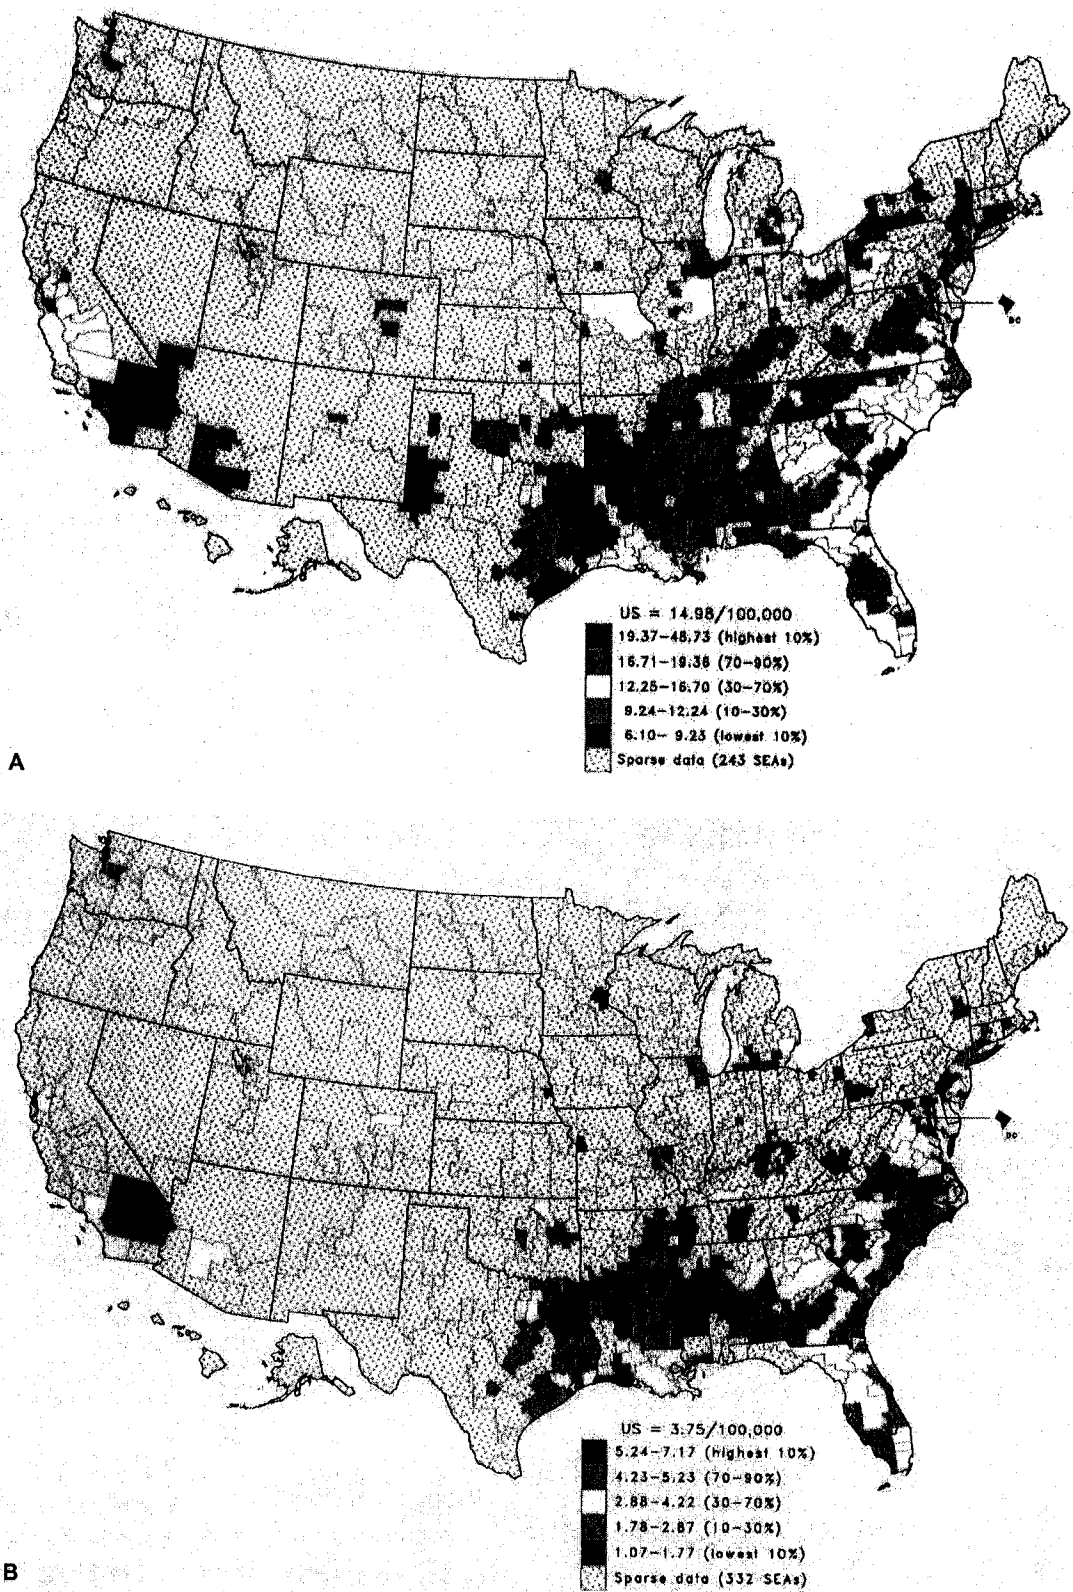 DC
US = 14.98/100,000
19.37-48.73 (highest 10%)
16.71-19.36 (70-90%)
12.25-16.70 (30-70%)
9.24-12.24 (10-30%)
6.10- 9.23 (lowest 10%)
Sparse data (243 SEAs)
A
DC
US = 3.75/100,000
5.24-7.17 (highest 10%)
4.23-5.23 (70-90%)
2.88-4.22 (30-70%)
1.78-2.87 (10-30%)
1.07-1.77 (lowest 10%)
Sparse data (332 SEAs)
B